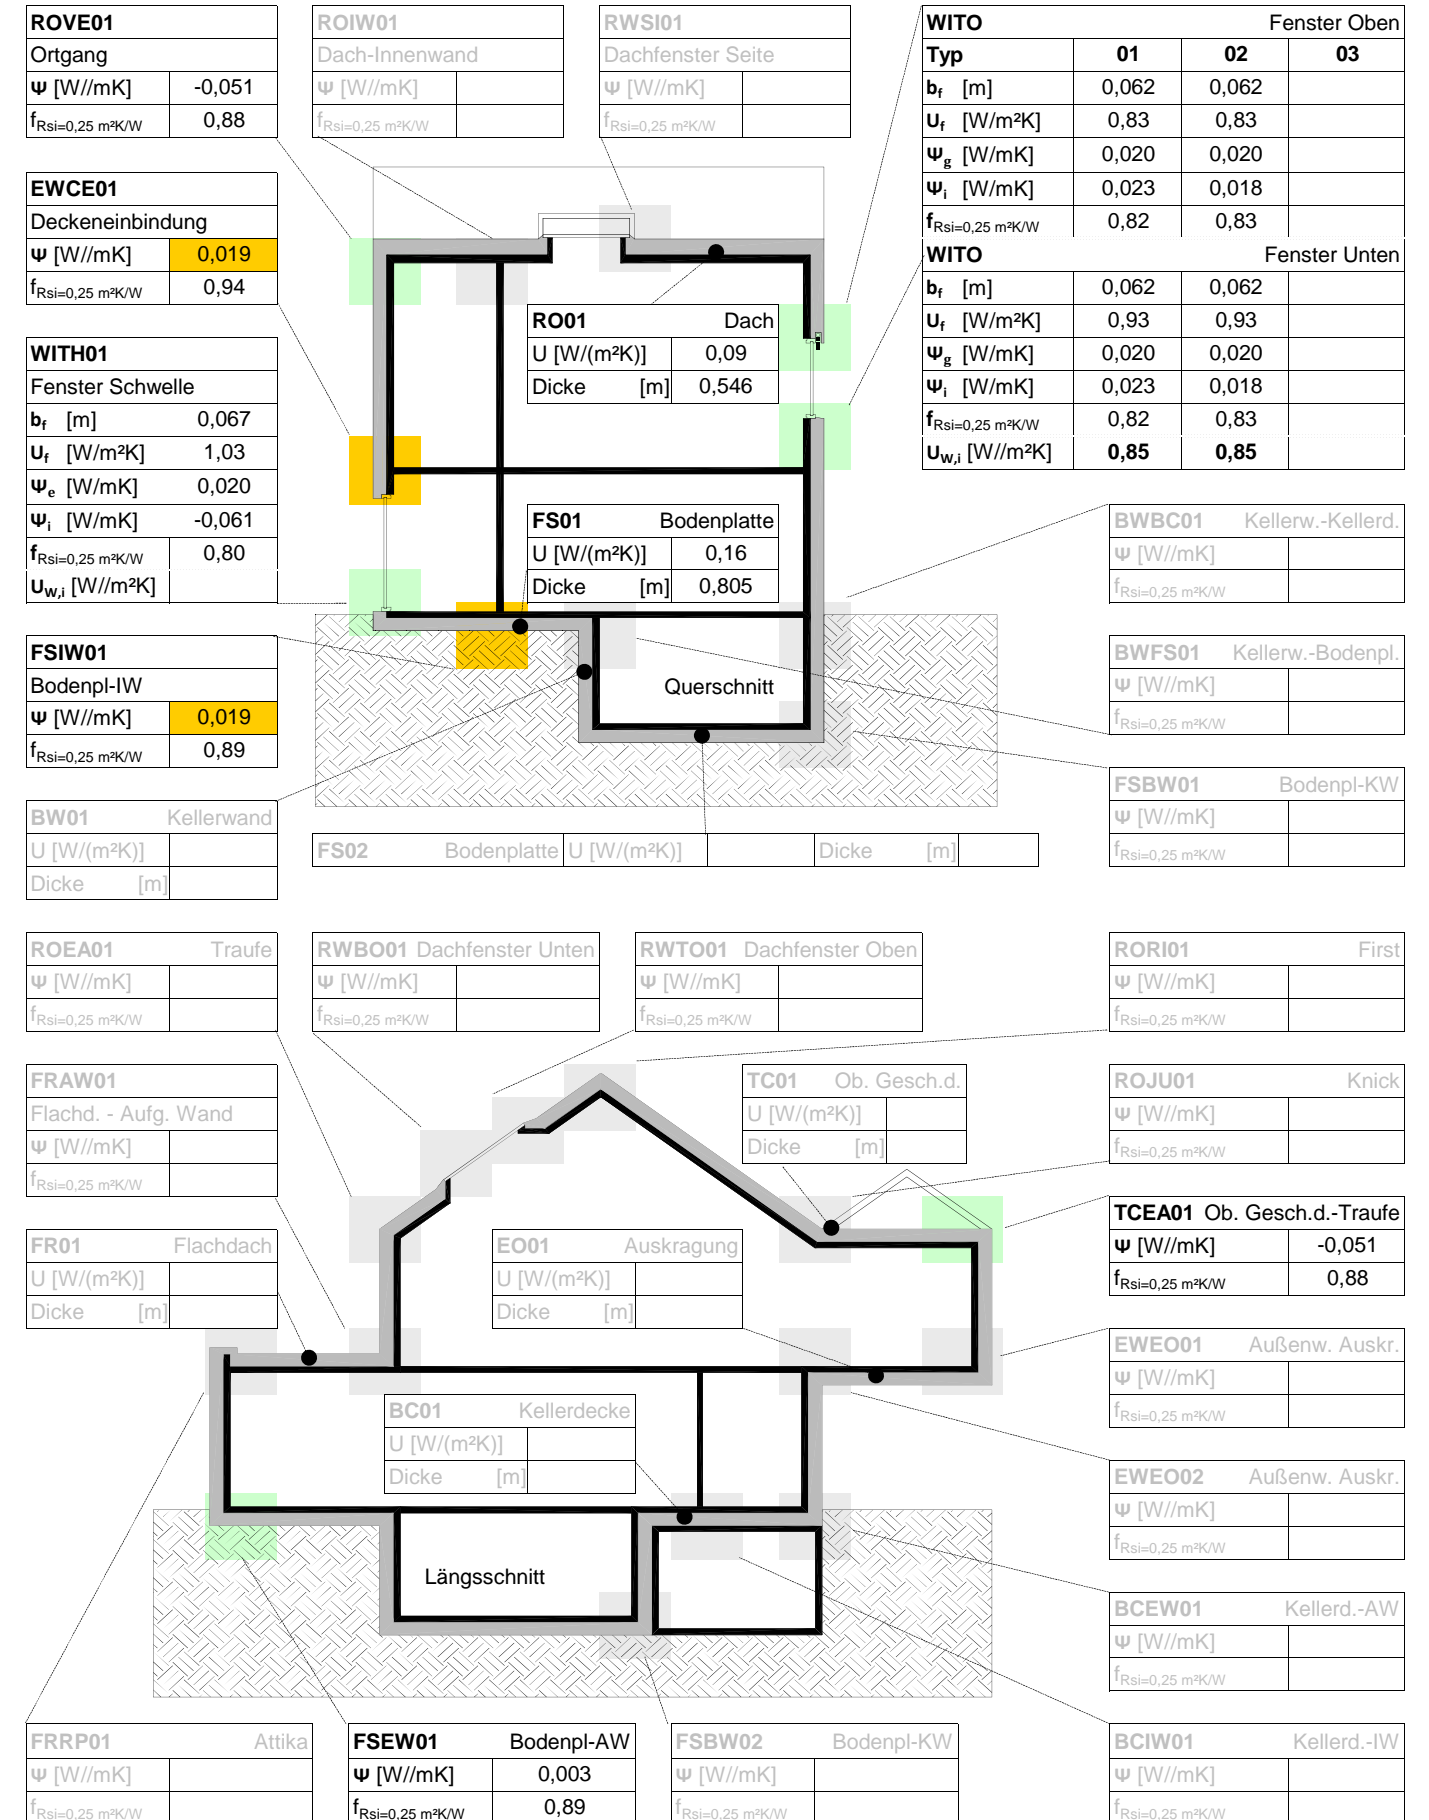 ROVE01
Ortgang
Ψ [W//mK] -0,051
fRsi=0,25 m²K/W 0,88
ROIW01
Dach-Innenwand
Ψ [W//mK]
fRsi=0,25 m²K/W
RWSI01
Dachfenster Seite
Ψ [W//mK]
fRsi=0,25 m²K/W
WITO Fenster Oben
Typ 01 02 03
bf [m] 0,062 0,062
Uf [W/m²K] 0,83 0,83
Ψg [W/mK] 0,020 0,020
Ψi [W/mK] 0,023 0,018
fRsi=0,25 m²K/W 0,82 0,83
WITO Fenster Unten
bf [m] 0,062 0,062
Uf [W/m²K] 0,93 0,93
Ψg [W/mK] 0,020 0,020
Ψi [W/mK] 0,023 0,018
fRsi=0,25 m²K/W 0,82 0,83
UW,i [W//m²K] 0,85 0,85
EWCE01
Deckeneinbindung
Ψ [W//mK] 0,019
fRsi=0,25 m²K/W 0,94
RO01 Dach
U [W/(m²K)] 0,09
Dicke [m] 0,546
WITH01
Fenster Schwelle
bf [m] 0,067
Uf [W/m²K] 1,03
Ψe [W/mK] 0,020
Ψi [W/mK] -0,061
fRsi=0,25 m²K/W 0,80
UW,i [W//m²K]
FS01 Bodenplatte
U [W/(m²K)] 0,16
Dicke [m] 0,805
BWBC01 Kellerw.-Kellerd.
Ψ [W//mK]
fRsi=0,25 m²K/W
FSIW01
Bodenpl-IW
Ψ [W//mK] 0,019
fRsi=0,25 m²K/W 0,89
Querschnitt
BWFS01 Kellerw.-Bodenpl.
Ψ [W//mK]
fRsi=0,25 m²K/W
FSBW01 Bodenpl-KW
Ψ [W//mK]
fRsi=0,25 m²K/W
BW01 Kellerwand
U [W/(m²K)]
Dicke [m]
FS02 Bodenplatte U [W/(m²K)] Dicke [m]
ROEA01 Traufe
Ψ [W//mK]
fRsi=0,25 m²K/W
RWBO01 Dachfenster Unten
Ψ [W//mK]
fRsi=0,25 m²K/W
RWTO01 Dachfenster Oben
Ψ [W//mK]
fRsi=0,25 m²K/W
RORI01 First
Ψ [W//mK]
fRsi=0,25 m²K/W
FRAW01
Flachd. - Aufg. Wand
Ψ [W//mK]
fRsi=0,25 m²K/W
TC01 Ob. Gesch.d.
U [W/(m²K)]
Dicke [m]
ROJU01 Knick
Ψ [W//mK]
fRsi=0,25 m²K/W
TCEA01 Ob. Gesch.d.-Traufe
Ψ [W//mK] -0,051
fRsi=0,25 m²K/W 0,88
FR01 Flachdach
U [W/(m²K)]
Dicke [m]
EO01 Auskragung
U [W/(m²K)]
Dicke [m]
EWEO01 Außenw. Auskr.
Ψ [W//mK]
fRsi=0,25 m²K/W
BC01 Kellerdecke
U [W/(m²K)]
Dicke [m]
EWEO02 Außenw. Auskr.
Ψ [W//mK]
fRsi=0,25 m²K/W
Längsschnitt
BCEW01 Kellerd.-AW
Ψ [W//mK]
fRsi=0,25 m²K/W
FRRP01 Attika
Ψ [W//mK]
fRsi=0,25 m²K/W
FSEW01 Bodenpl-AW
Ψ [W//mK] 0,003
fRsi=0,25 m²K/W 0,89
FSBW02 Bodenpl-KW
Ψ [W//mK]
fRsi=0,25 m²K/W
BCIW01 Kellerd.-IW
Ψ [W//mK]
fRsi=0,25 m²K/W